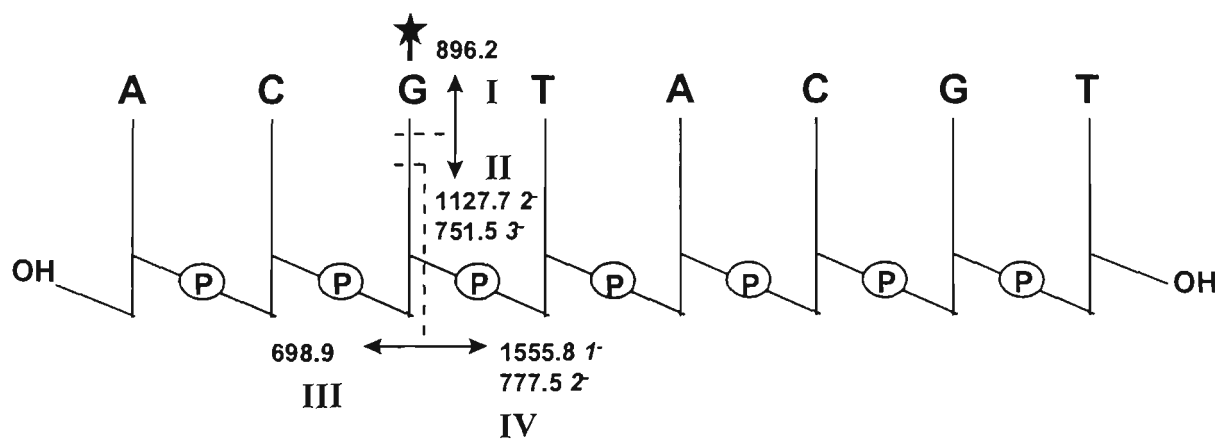 896.2
A C G T A C G T
I
II
1127.7 2-
751.5 3-
OH P P P P P P P OH
698.9 1555.8 1-
777.5 2-
III
IV